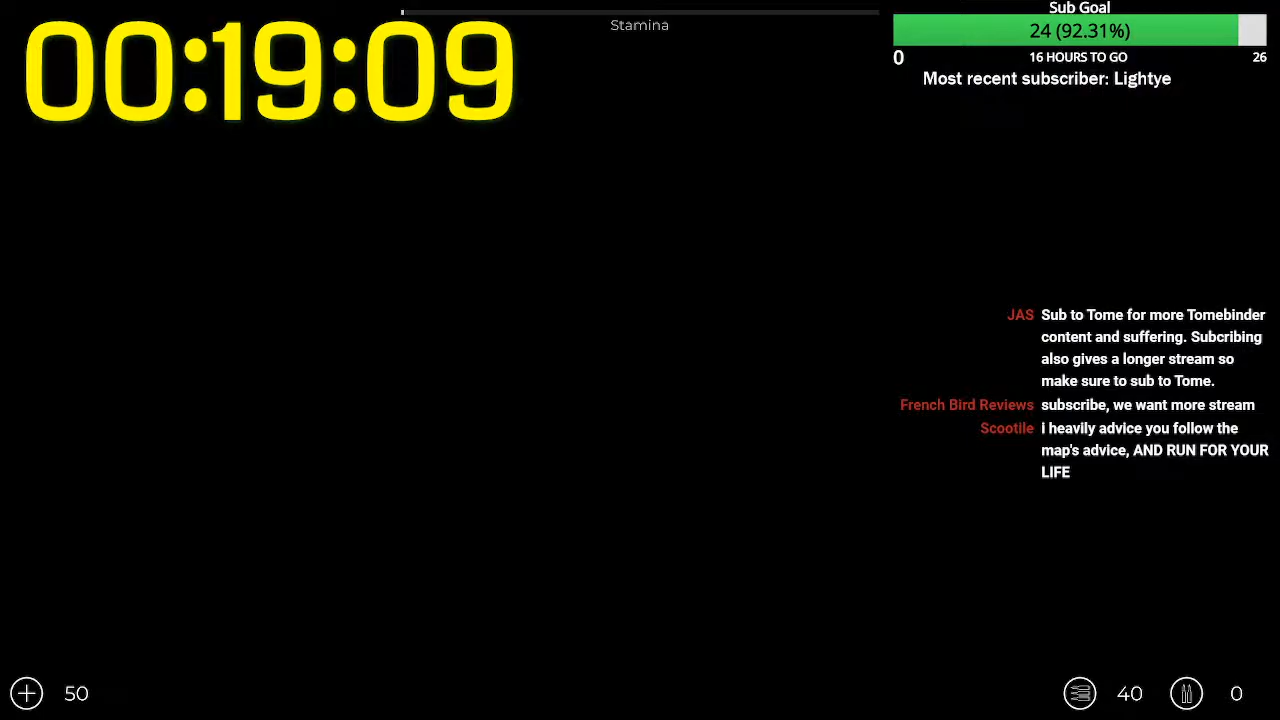 00:19:09
Stamina
Sub Goal
24 (92.31%)
0
16 HOURS TO GO
26
Most recent subscriber: Lightye
JAS Sub to Tome for more Tomebinder
content and suffering. Subcribing
also gives a longer stream so
make sure to sub to Tome.
French Bird Reviews subscribe, we want more stream
Scootile i heavily advice you follow the
map's advice, AND RUN FOR YOUR
LIFE
50
40
0